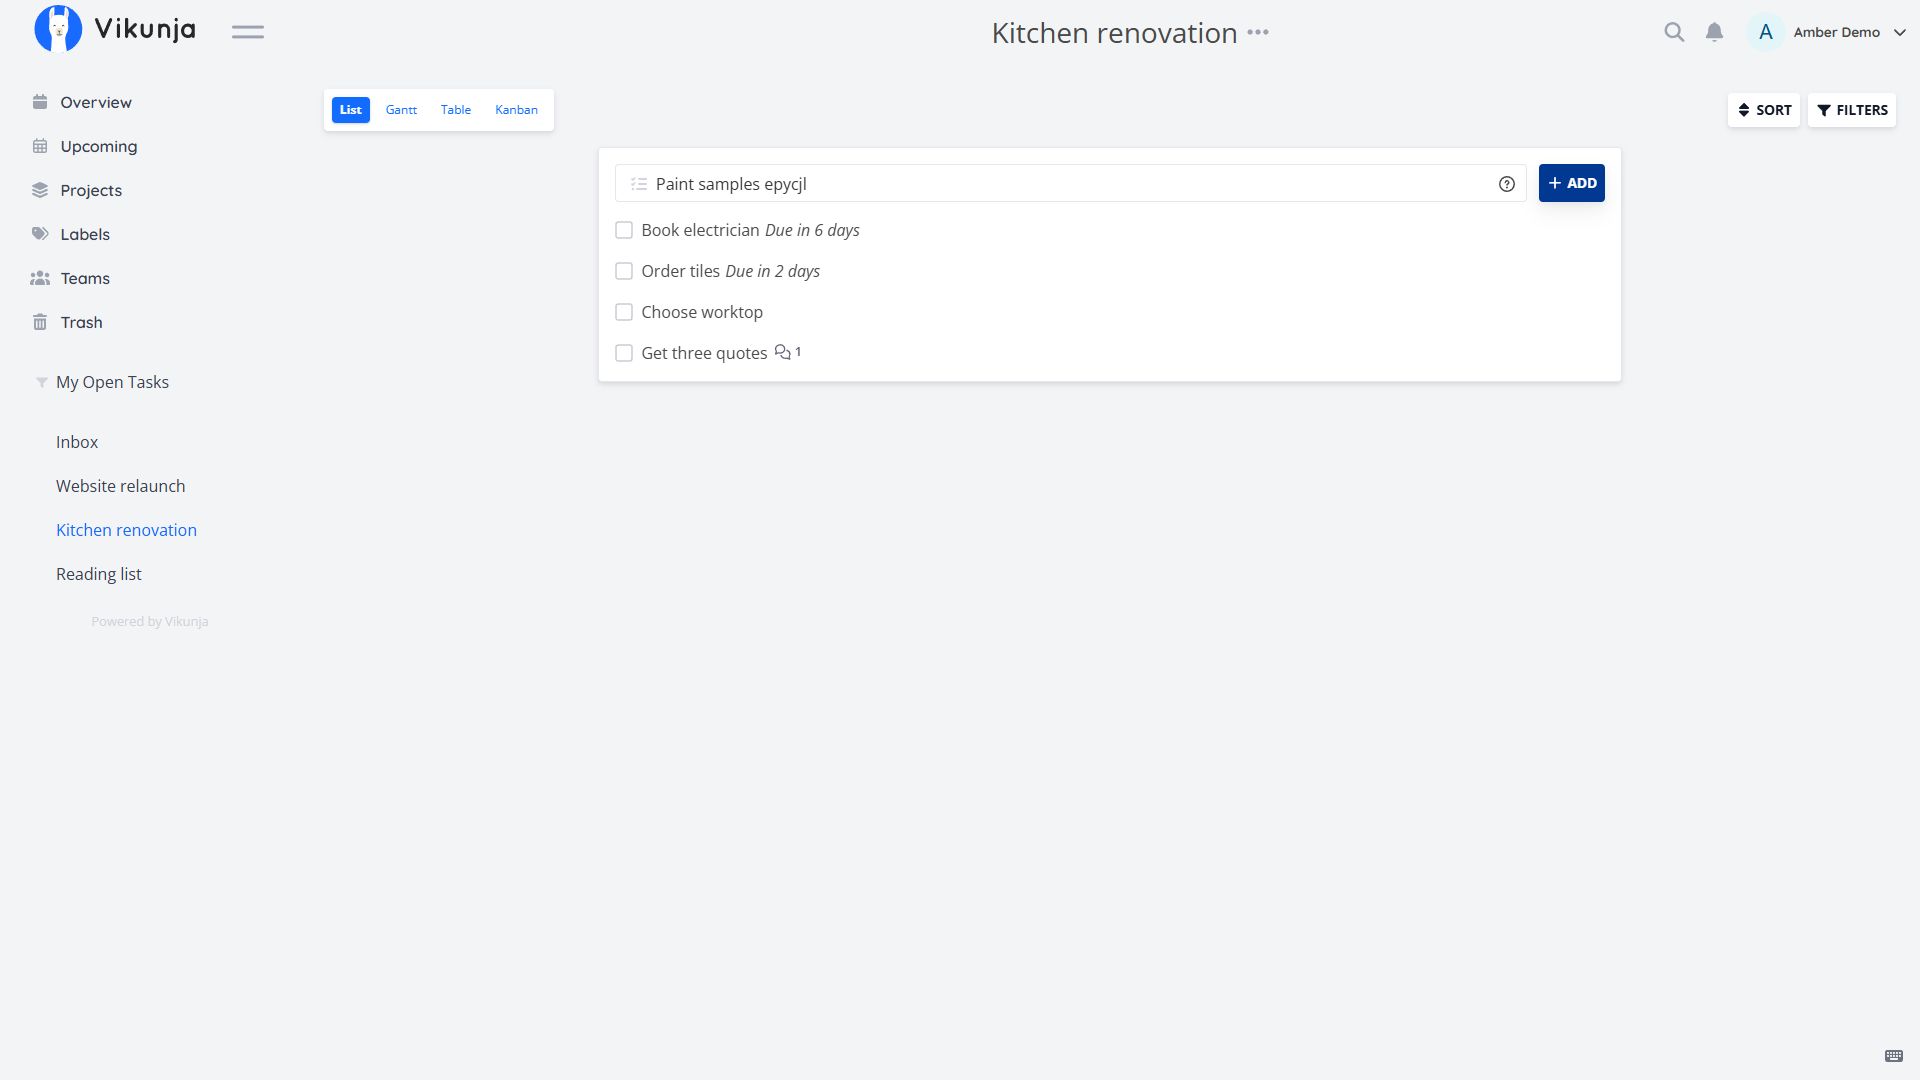 Vikunja
Kitchen renovation
A Amber Demo
Overview
Upcoming
Projects
Labels
Teams
Trash
My Open Tasks
Inbox
Website relaunch
Kitchen renovation
Reading list
Powered by Vikunja
List Gantt Table Kanban
SORT FILTERS
Paint samples epycjl
ADD
Book electrician Due in 6 days
Order tiles Due in 2 days
Choose worktop
Get three quotes 1